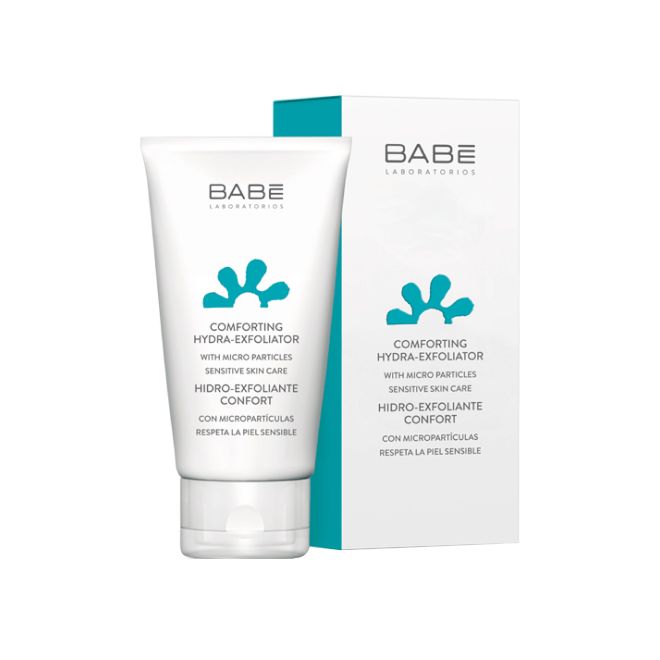 BABĒ
LABORATORIOS
COMFORTING
HYDRA-EXFOLIATOR
WITH MICRO PARTICLES
SENSITIVE SKIN CARE
HIDRO-EXFOLIANTE
CONFORT
CON MICROPARTÍCULAS
RESPETA LA PIEL SENSIBLE
BABĒ
LABORATORIOS
COMFORTING
HYDRA-EXFOLIATOR
WITH MICRO PARTICLES
SENSITIVE SKIN CARE
HIDRO-EXFOLIANTE
CONFORT
CON MICROPARTÍCULAS
RESPETA LA PIEL SENSIBLE